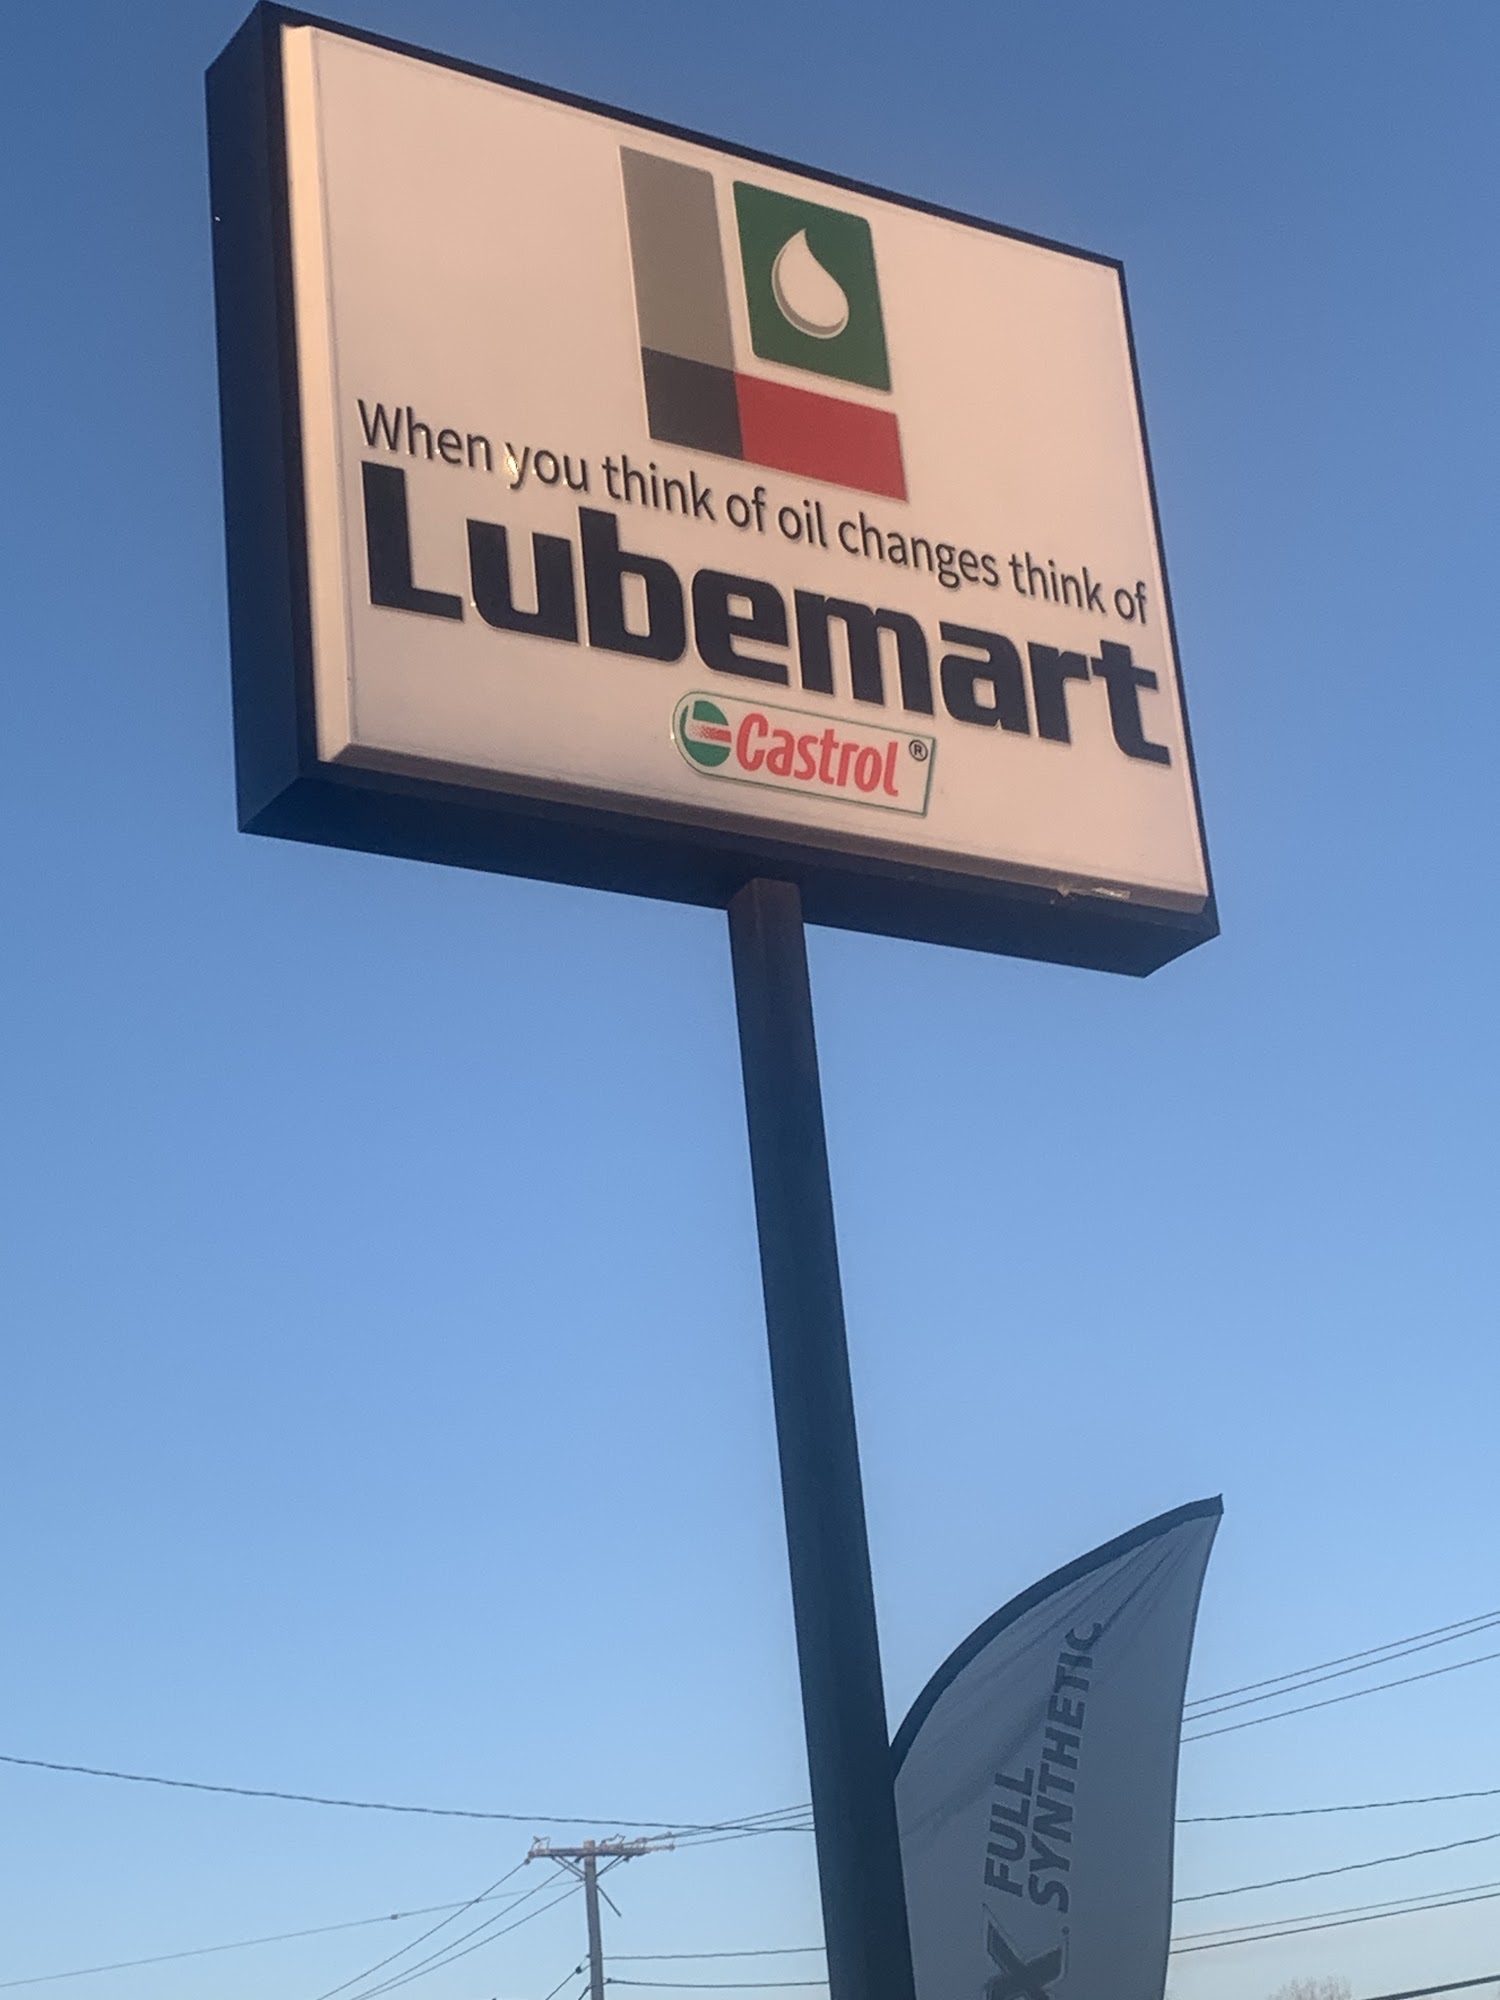 When you think of oil changes think of
Lubemart
Castrol®
FULL
SYNTHETIC